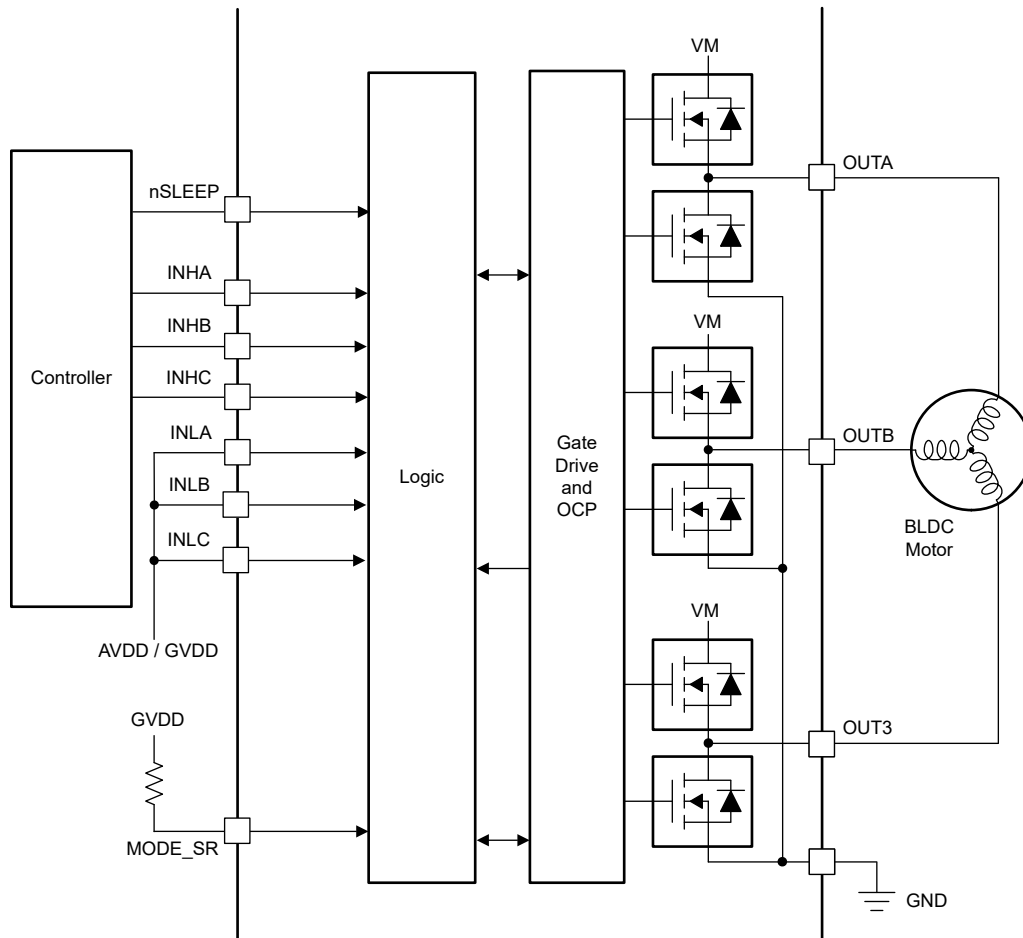 VM
OUTA
nSLEEP
INHA
INHB
VM
Controller
INHC
INLA
Logic
Gate
Drive
and
OCP
OUTB
INLB
BLDC
Motor
INLC
AVDD / GVDD
VM
GVDD
OUT3
MODE_SR
GND